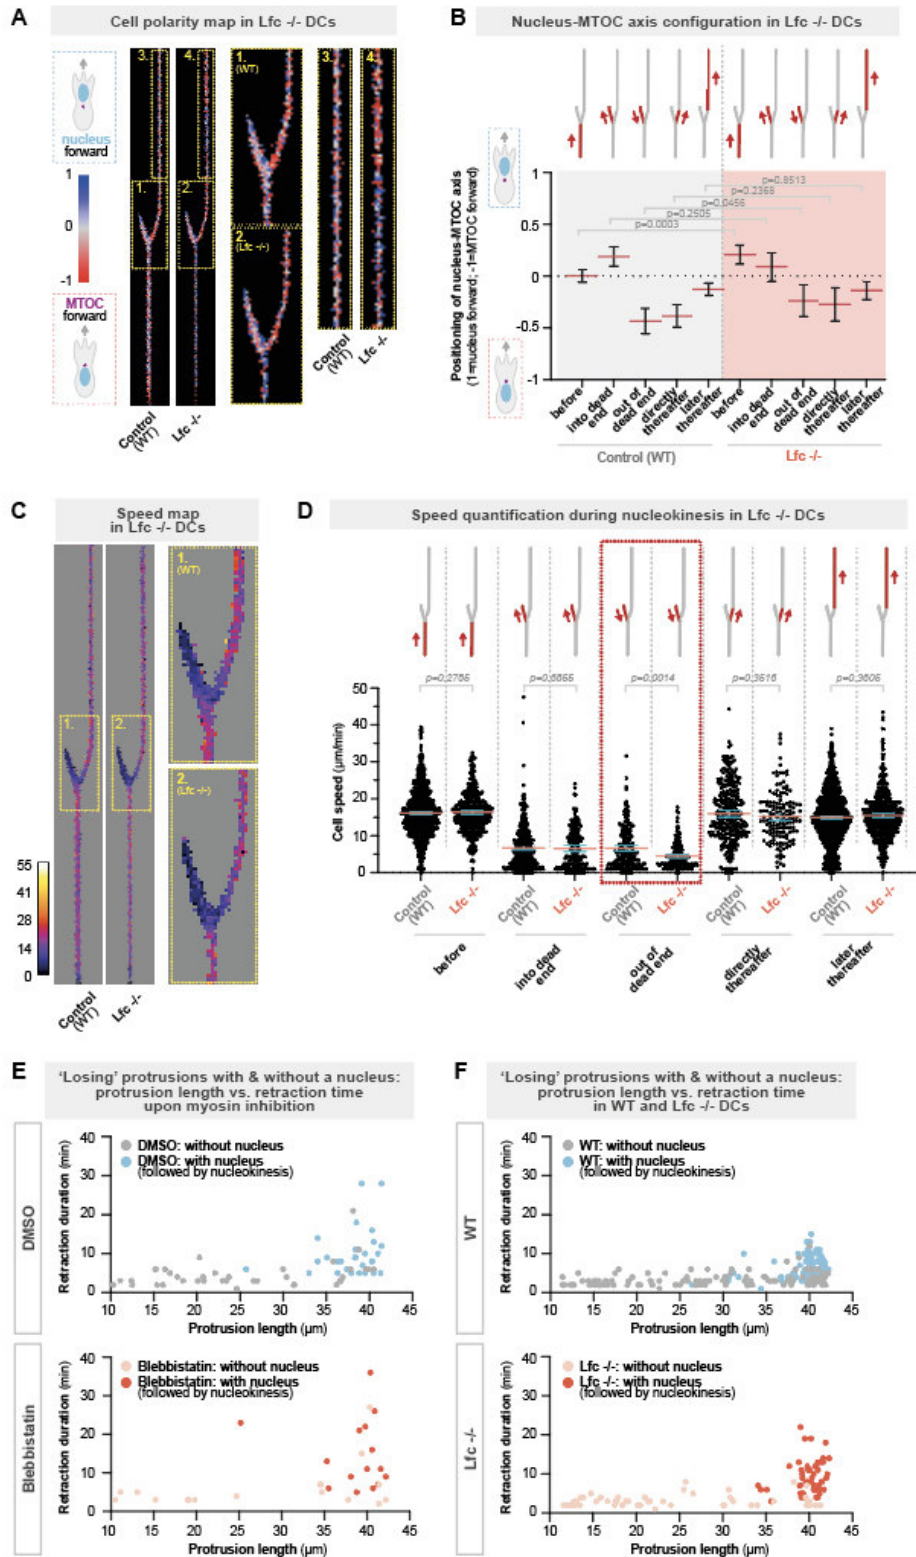 A
Cell polarity map in Lfc -/- DCs
nucleus
forward
1
0
-1
MTOC
forward
3.
4.
1.
2.
Control
(WT)
Lfc -/-
1.
(WT)
2.
(Lfc -/-)
3.
4.
Control
(WT)
Lfc -/-
B
Nucleus-MTOC axis configuration in Lfc -/- DCs
Positioning of nucleus-MTOC axis
(1=nucleus forward; -1=MTOC forward)
1
0.5
0
-0.5
-1
p=0.8513
p=0.2368
p=0.0456
p=0.2505
p=0.0003
before
into dead
end
out of
dead end
directly
thereafter
later
thereafter
before
into dead
end
out of
dead end
directly
thereafter
later
thereafter
Control (WT)
Lfc -/-
C
Speed map
in Lfc -/- DCs
1.
2.
55
41
28
14
0
Control
(WT)
Lfc -/-
1.
(WT)
2.
(Lfc -/-)
D
Speed quantification during nucleokinesis in Lfc -/- DCs
p=0.0014
Cell speed (µm/min)
50
40
30
20
10
0
Control
(WT)
Lfc -/-
Control
(WT)
Lfc -/-
Control
(WT)
Lfc -/-
Control
(WT)
Lfc -/-
Control
(WT)
Lfc -/-
before
into dead
end
out of
dead end
directly
thereafter
later
thereafter
E
'Losing' protrusions with & without a nucleus:
protrusion length vs. retraction time
upon myosin inhibition
DMSO
Retraction duration (min)
40
30
20
10
0
DMSO: without nucleus
DMSO: with nucleus
(followed by nucleokinesis)
10 15 20 25 30 35 40 45
Protrusion length (µm)
Blebbistatin
Retraction duration (min)
40
30
20
10
0
Blebbistatin: without nucleus
Blebbistatin: with nucleus
(followed by nucleokinesis)
10 15 20 25 30 35 40 45
Protrusion length (µm)
F
'Losing' protrusions with & without a nucleus:
protrusion length vs. retraction time
in WT and Lfc -/- DCs
WT
Retraction duration (min)
40
30
20
10
0
WT: without nucleus
WT: with nucleus
(followed by nucleokinesis)
10 15 20 25 30 35 40 45
Protrusion length (µm)
Lfc -/-
Retraction duration (min)
40
30
20
10
0
Lfc -/-: without nucleus
Lfc -/-: with nucleus
(followed by nucleokinesis)
10 15 20 25 30 35 40 45
Protrusion length (µm)